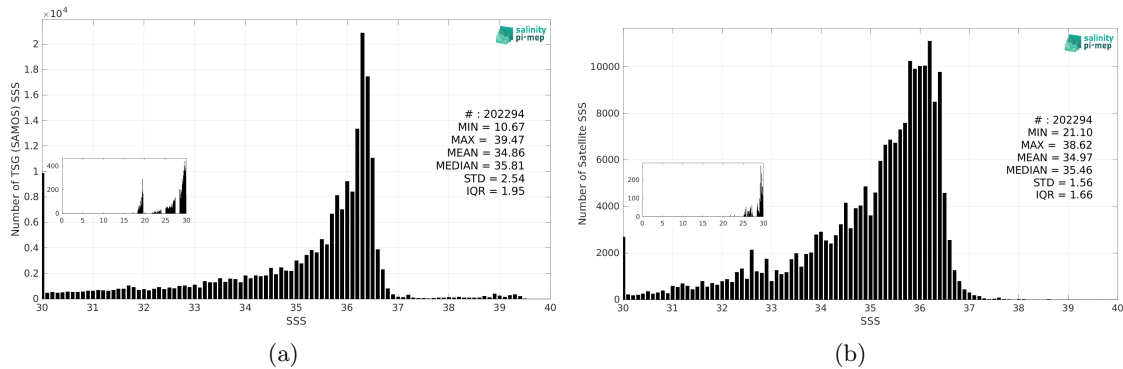 ×10⁴
salinity
pi-mep
2
1.8
1.6
1.4
1.2
1
0.8
0.6
0.4
0.2
0
Number of TSG (SAMOS) SSS
# : 202294
MIN = 10.67
MAX = 39.47
MEAN = 34.86
MEDIAN = 35.81
STD = 2.54
IQR = 1.95
400
200
0
0 5 10 15 20 25 30
30 31 32 33 34 35 36 37 38 39 40
SSS
(a)
salinity
pi-mep
10000
8000
6000
4000
2000
0
Number of Satellite SSS
# : 202294
MIN = 21.10
MAX = 38.62
MEAN = 34.97
MEDIAN = 35.46
STD = 1.56
IQR = 1.66
200
100
0
0 5 10 15 20 25 30
30 31 32 33 34 35 36 37 38 39 40
SSS
(b)